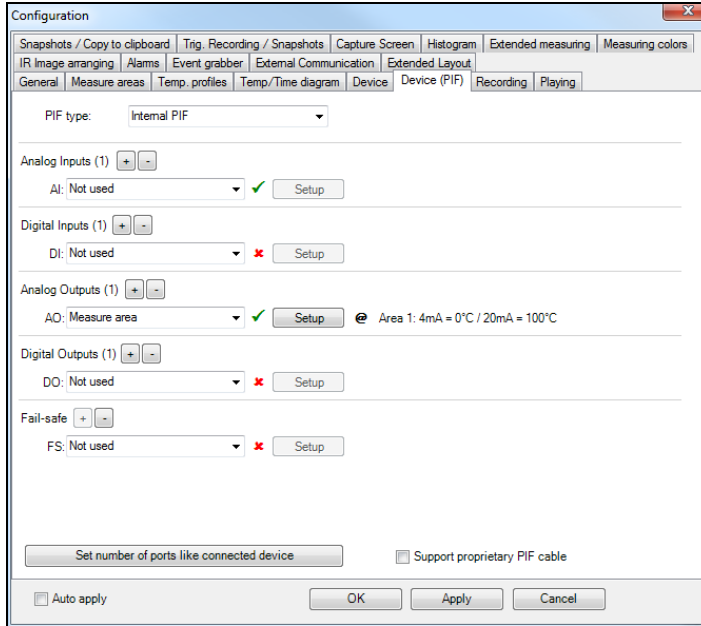 Configuration
Snapshots / Copy to clipboard Trig. Recording / Snapshots Capture Screen Histogram Extended measuring Measuring colors
IR Image arranging Alarms Event grabber External Communication Extended Layout
General Measure areas Temp. profiles Temp/Time diagram Device Device (PIF) Recording Playing
PIF type: Internal PIF
Analog Inputs (1) + -
AI: Not used Setup
Digital Inputs (1) + -
DI: Not used Setup
Analog Outputs (1) + -
AO: Measure area Setup @ Area 1: 4mA = 0°C / 20mA = 100°C
Digital Outputs (1) + -
DO: Not used Setup
Fail-safe + -
FS: Not used Setup
Set number of ports like connected device Support proprietary PIF cable
Auto apply OK Apply Cancel